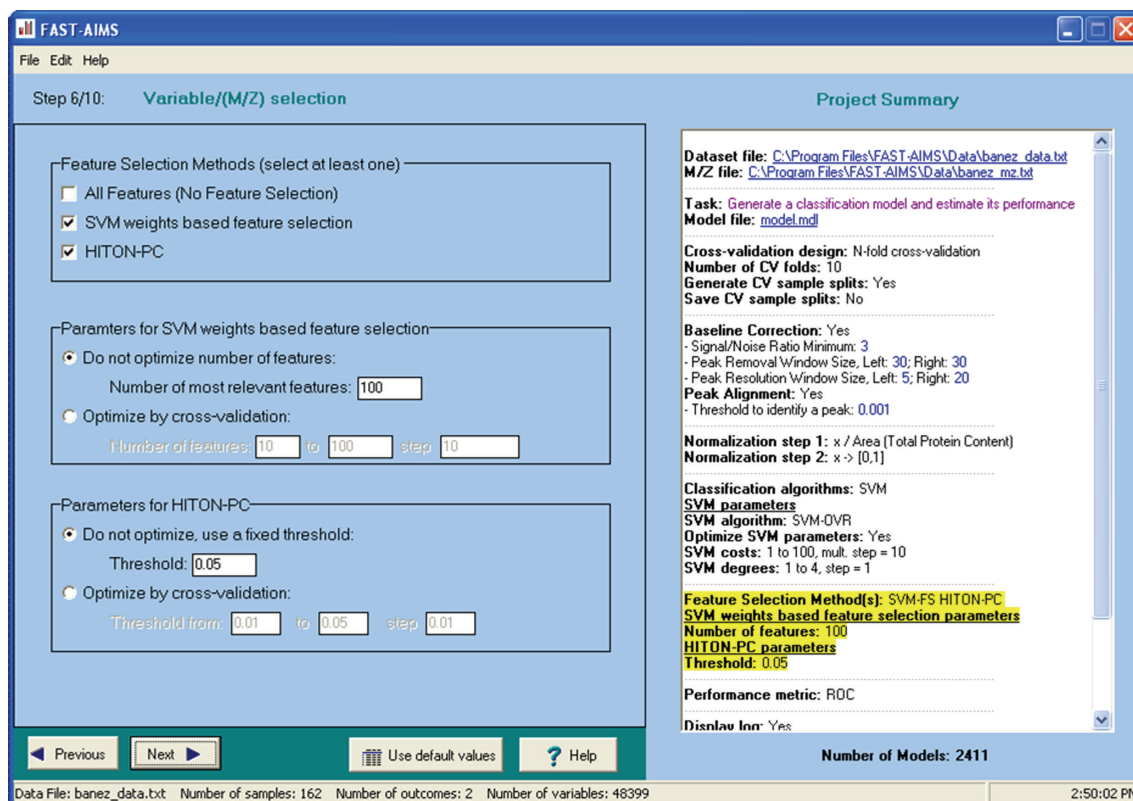 FAST-AIMS
File Edit Help
Step 6/10: Variable/(M/Z) selection
Feature Selection Methods (select at least one)
All Features (No Feature Selection)
SVM weights based feature selection
HITON-PC
Paramters for SVM weights based feature selection
Do not optimize number of features:
Number of most relevant features: 100
Optimize by cross-validation:
Number of features: 10 to 100 step 10
Parameters for HITON-PC
Do not optimize, use a fixed threshold:
Threshold: 0.05
Optimize by cross-validation:
Threshold from: 0.01 to 0.05 step 0.01
Previous
Next
Use default values
? Help
Project Summary
Dataset file: C:\Program Files\FAST-AIMS\Data\banez_data.txt
M/Z file: C:\Program Files\FAST-AIMS\Data\banez_mz.txt
Task: Generate a classification model and estimate its performance
Model file: model.mdl
Cross-validation design: N-fold cross-validation
Number of CV folds: 10
Generate CV sample splits: Yes
Save CV sample splits: No
Baseline Correction: Yes
- Signal/Noise Ratio Minimum: 3
- Peak Removal Window Size, Left: 30; Right: 30
- Peak Resolution Window Size, Left: 5; Right: 20
Peak Alignment: Yes
- Threshold to identify a peak: 0.001
Normalization step 1: x / Area (Total Protein Content)
Normalization step 2: x -> [0,1]
Classification algorithms: SVM
SVM parameters
SVM algorithm: SVM-OVR
Optimize SVM parameters: Yes
SVM costs: 1 to 100, mult. step = 10
SVM degrees: 1 to 4, step = 1
Feature Selection Method(s): SVM-FS HITON-PC
SVM weights based feature selection parameters
Number of features: 100
HITON-PC parameters
Threshold: 0.05
Performance metric: ROC
Display log: Yes
Number of Models: 2411
Data File: banez_data.txt Number of samples: 162 Number of outcomes: 2 Number of variables: 48399
2:50:02 PM